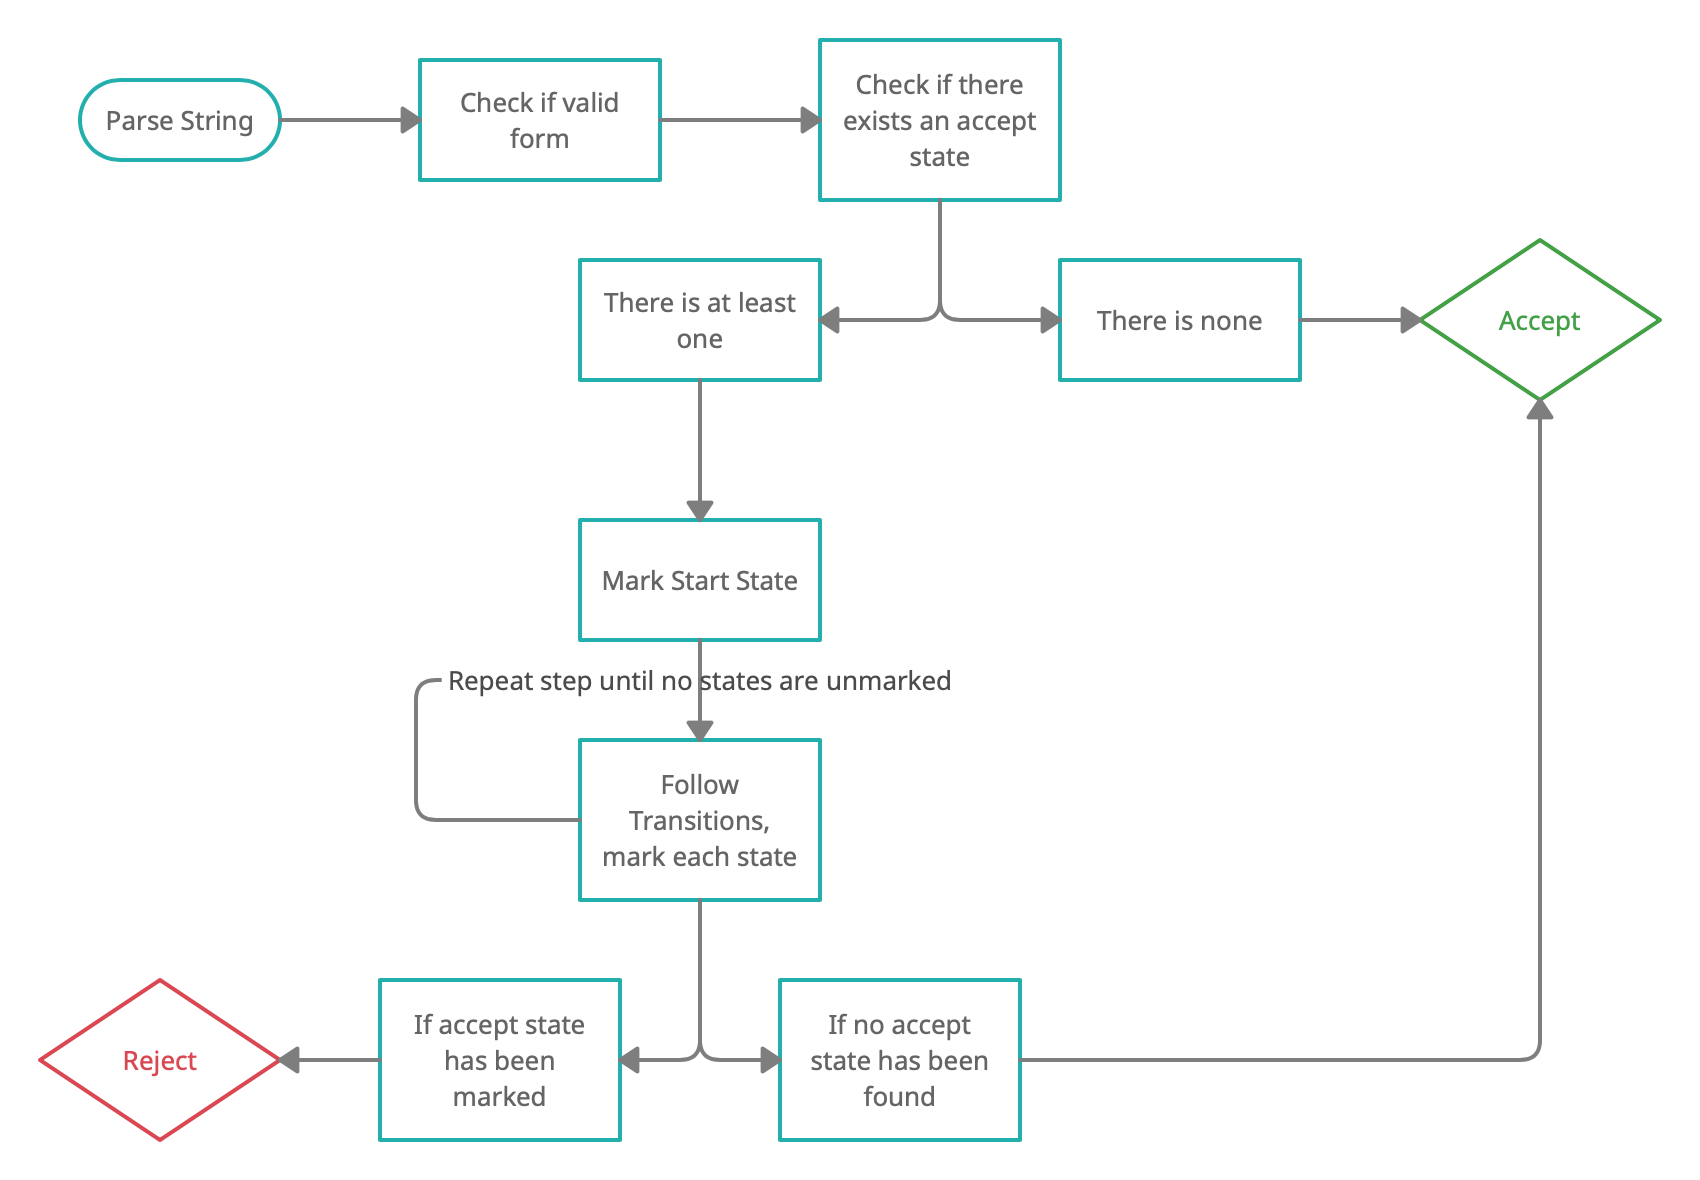 Parse String
Check if valid
form
Check if there
exists an accept
state
There is at least
one
There is none
Accept
Mark Start State
Repeat step until no states are unmarked
Follow
Transitions,
mark each state
Reject
If accept state
has been
marked
If no accept
state has been
found